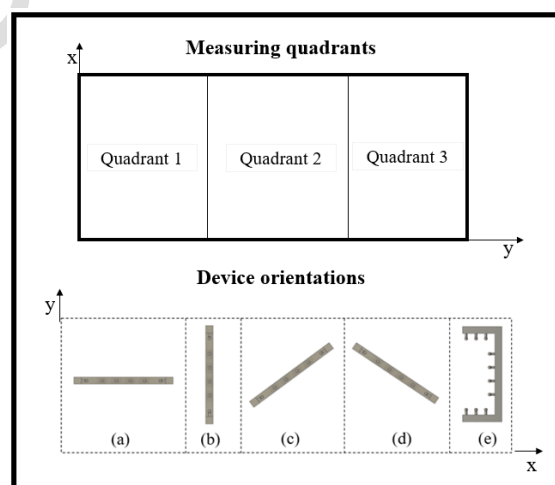 Measuring quadrants
x
Quadrant 1 Quadrant 2 Quadrant 3
y
Device orientations
y
(a) (b) (c) (d) (e)
x